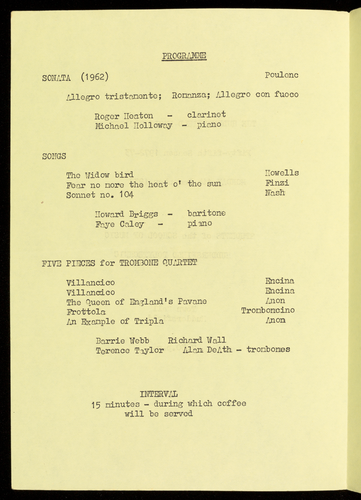 PROGRAMME
SONATA (1962) Poulenc
Allegro tristamente; Romanza; Allegro con fuoco
Roger Heaton - clarinet
Michael Holloway - piano
SONGS
The Widow bird Howells
Fear no more the heat o' the sun Finzi
Sonnet no. 104 Nash
Howard Briggs - baritone
Faye Caley - piano
FIVE PIECES for TROMBONE QUARTET
Villancico Encina
Villancico Encina
The Queen of England's Pavane Anon
Frottola Tromboncino
An Example of Tripla Anon
Barrie Webb Richard Wall
Terence Taylor Alan DeAth - trombones
INTERVAL
15 minutes - during which coffee
will be served